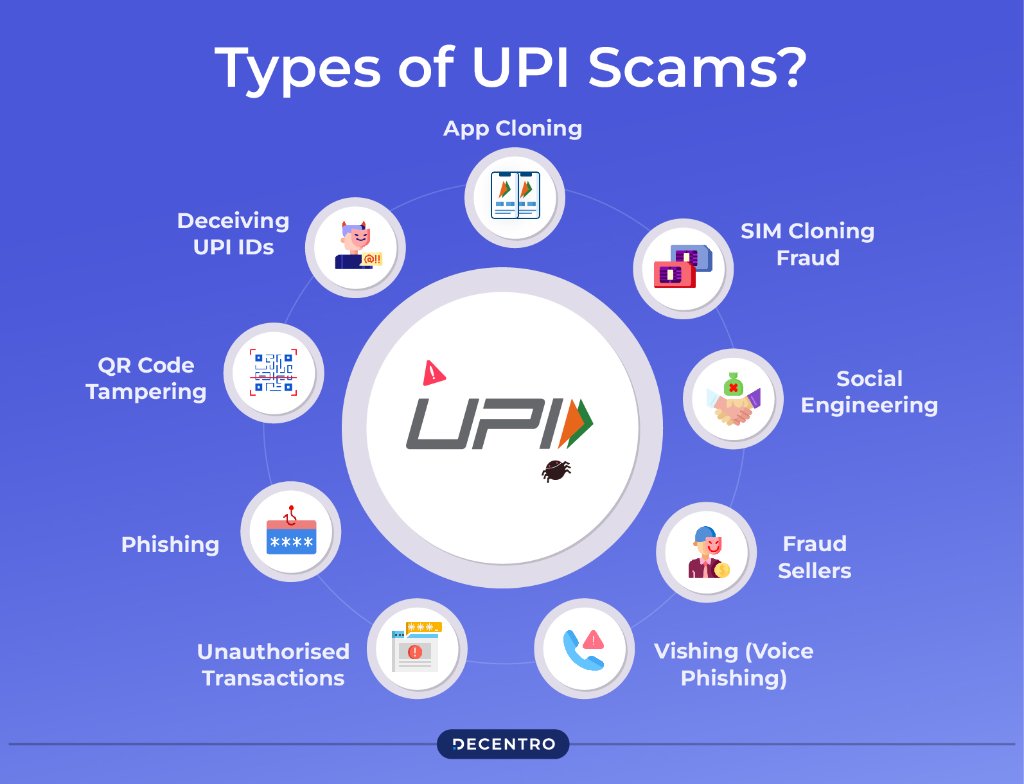 Types of UPI Scams?
App Cloning
SIM Cloning
Fraud
Social
Engineering
Fraud
Sellers
Vishing (Voice
Phishing)
Unauthorised
Transactions
Phishing
QR Code
Tampering
Deceiving
UPI IDs
@!!
UPI
****
***
DECENTRO